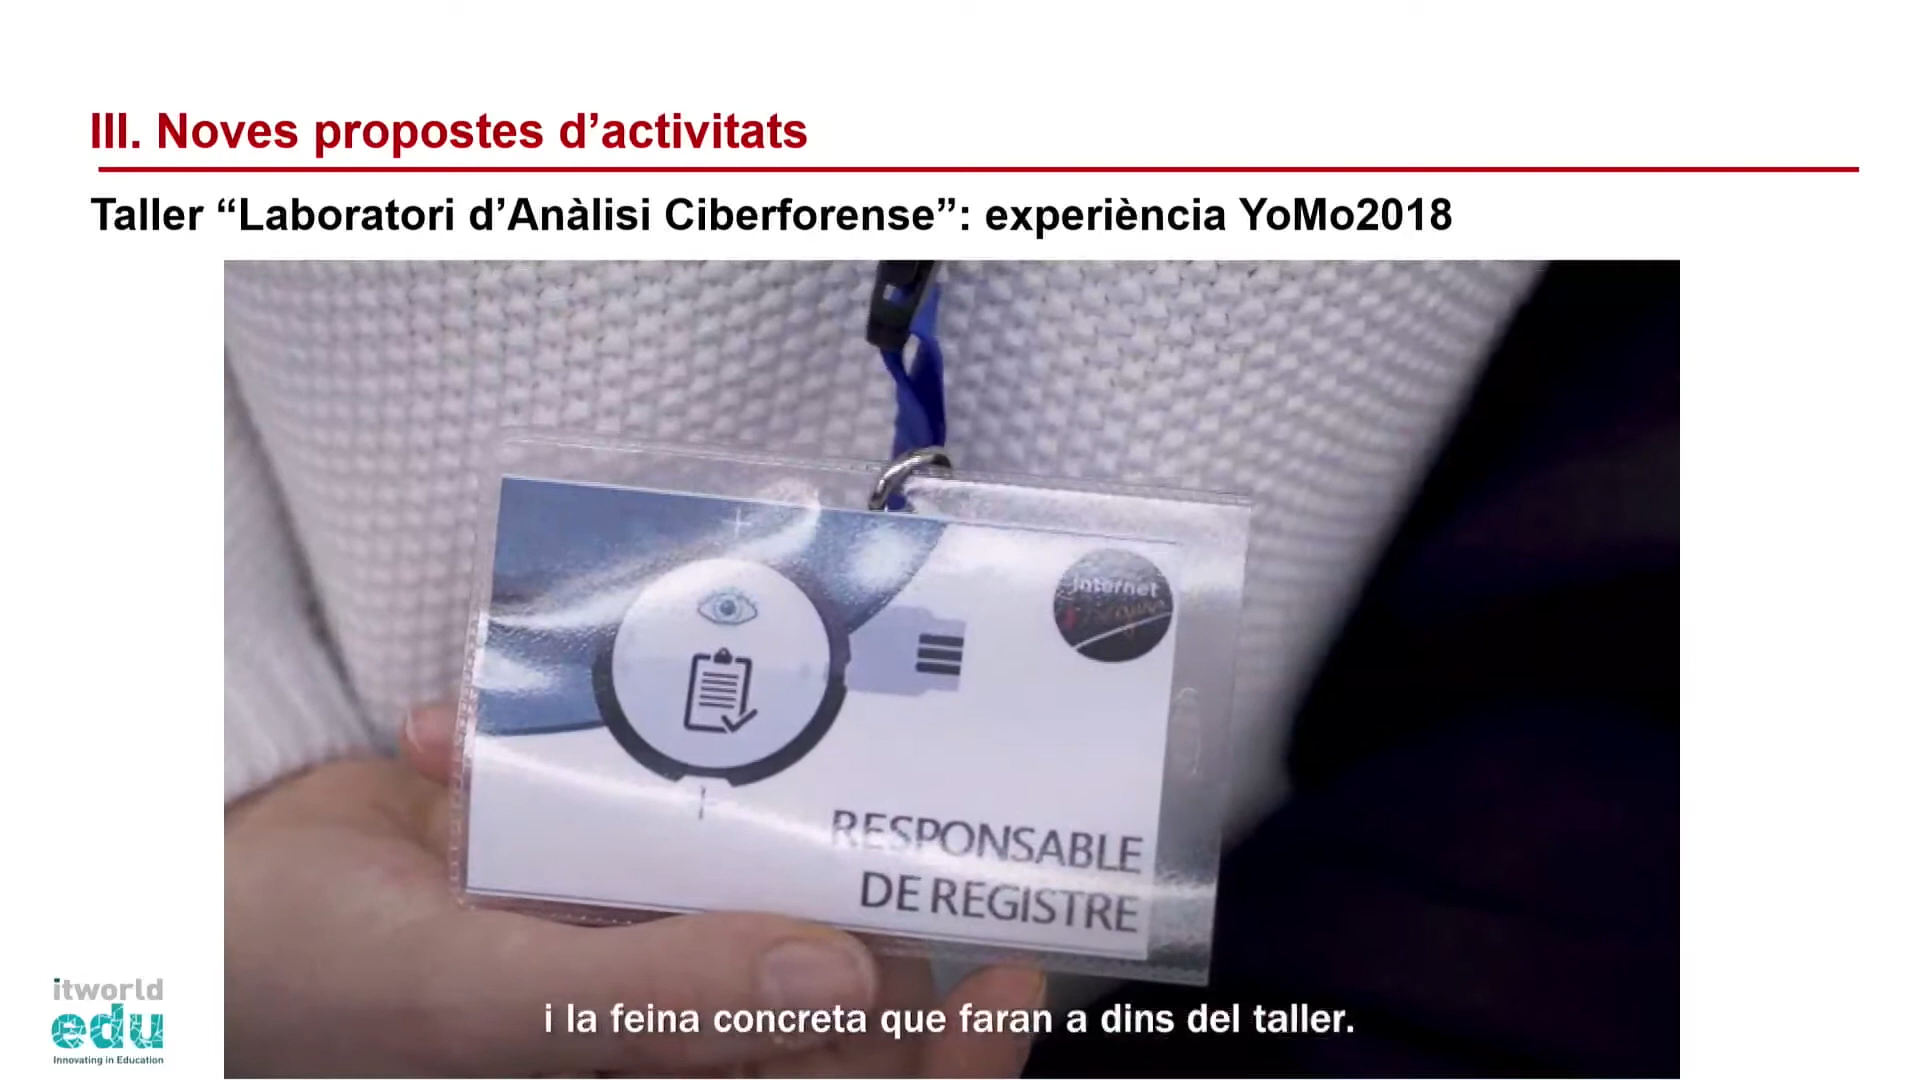 III. Noves propostes d’activitats
Taller “Laboratori d’Anàlisi Ciberforense”: experiència YoMo2018
internet
RESPONSABLE
DE REGISTRE
i la feina concreta que faran a dins del taller.
itworld
edu
Innovating in Education